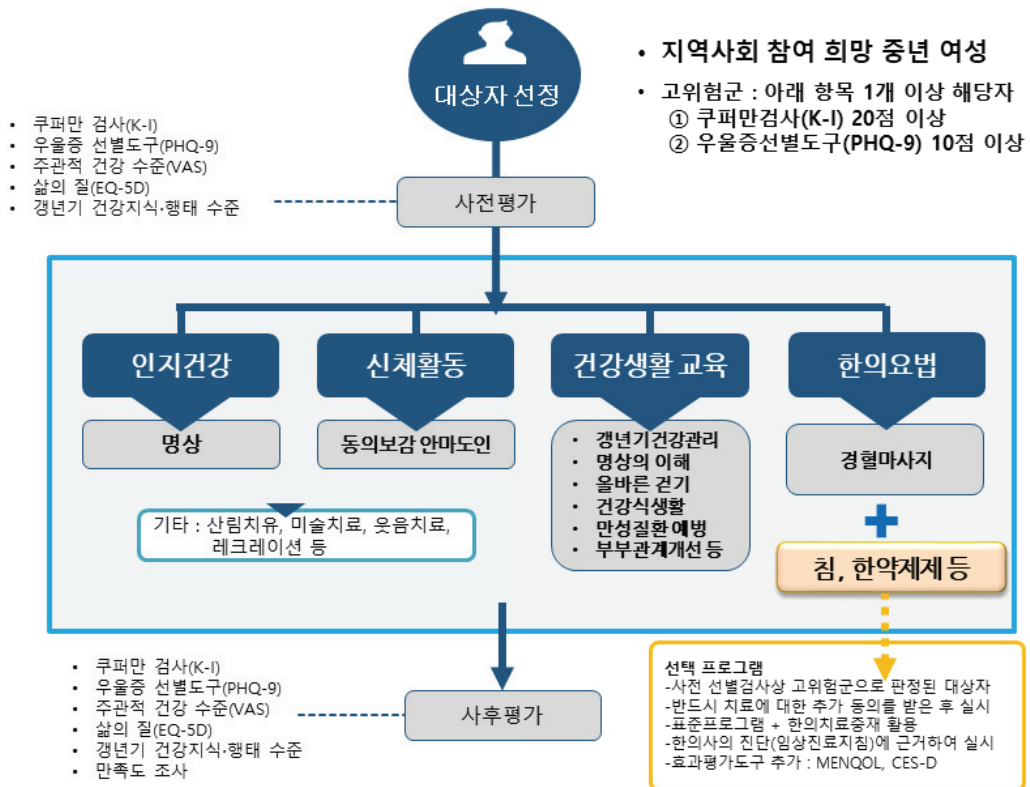 대상자 선정
• 지역사회 참여 희망 중년 여성
• 고위험군 : 아래 항목 1개 이상 해당자
① 쿠퍼만검사(K-I) 20점 이상
② 우울증선별도구(PHQ-9) 10점 이상
• 쿠퍼만 검사(K-I)
• 우울증 선별도구(PHQ-9)
• 주관적 건강 수준(VAS)
• 삶의 질(EQ-5D)
• 갱년기 건강지식·행태 수준
사전평가
인지건강
신체활동
건강생활 교육
한의요법
명상
동의보감 안마도인
• 갱년기건강관리
• 명상의 이해
• 올바른 걷기
• 건강식생활
• 만성질환 예벙
• 부부관계개선 등
경혈마사지
기타 : 산림치유, 미술치료, 웃음치료,
레크레이션 등
침, 한약제제 등
• 쿠퍼만 검사(K-I)
• 우울증 선별도구(PHQ-9)
• 주관적 건강 수준(VAS)
• 삶의 질(EQ-5D)
• 갱년기 건강지식·행태 수준
• 만족도 조사
사후평가
선택 프로그램
-사전 선별검사상 고위험군으로 판정된 대상자
-반드시 치료에 대한 추가 동의를 받은 후 실시
-표준프로그램 + 한의치료중재 활용
-한의사의 진단(임상진료지침)에 근거하여 실시
-효과평가도구 추가 : MENQOL, CES-D